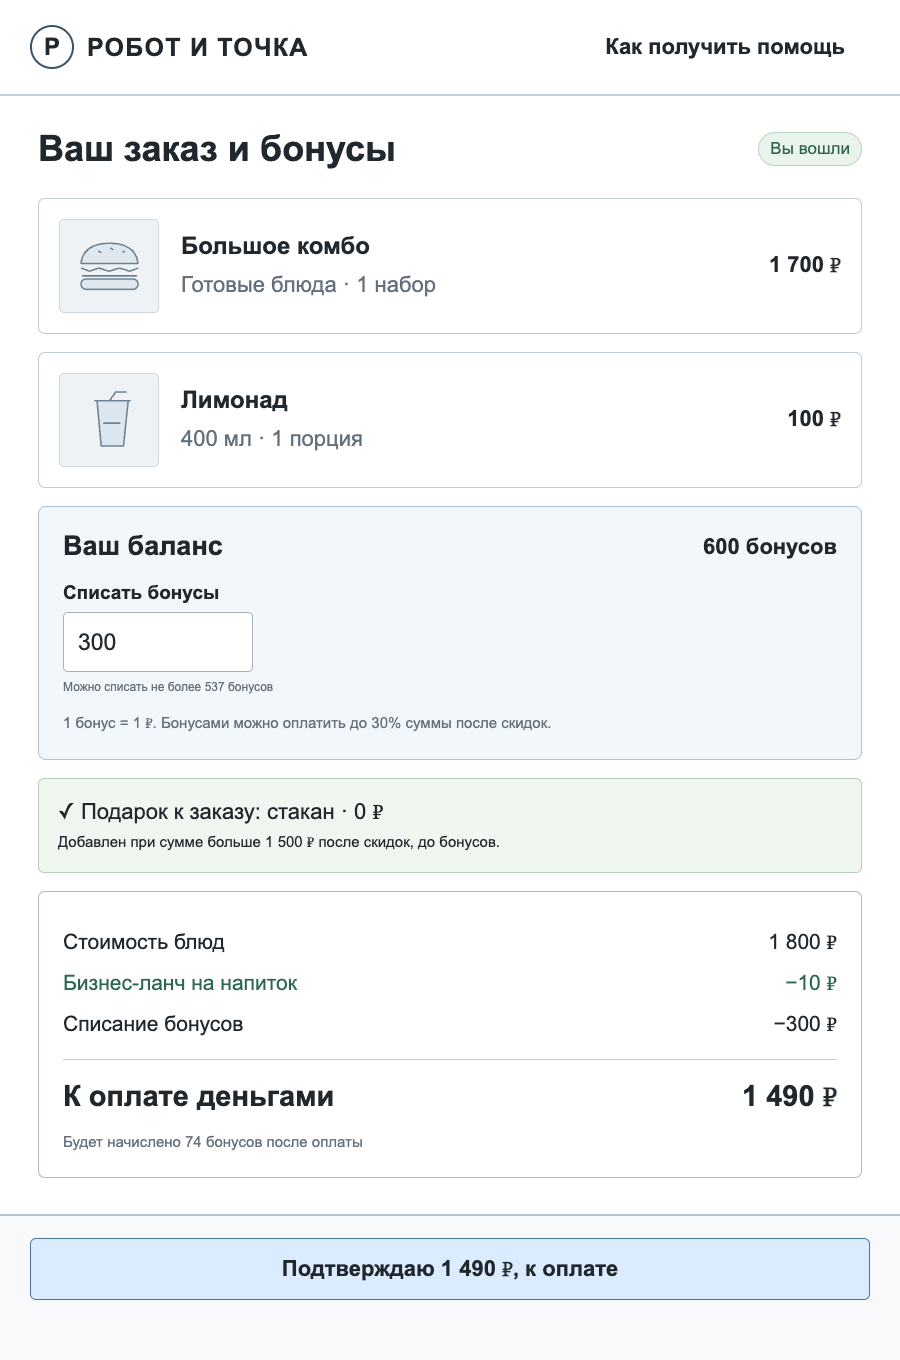 Р РОБОТ И ТОЧКА
Как получить помощь
Ваш заказ и бонусы
Вы вошли
Большое комбо
Готовые блюда · 1 набор
1 700 ₽
Лимонад
400 мл · 1 порция
100 ₽
Ваш баланс
600 бонусов
Списать бонусы
300
Можно списать не более 537 бонусов
1 бонус = 1 ₽. Бонусами можно оплатить до 30% суммы после скидок.
✓ Подарок к заказу: стакан · 0 ₽
Добавлен при сумме больше 1 500 ₽ после скидок, до бонусов.
Стоимость блюд 1 800 ₽
Бизнес-ланч на напиток −10 ₽
Списание бонусов −300 ₽
К оплате деньгами 1 490 ₽
Будет начислено 74 бонусов после оплаты
Подтверждаю 1 490 ₽, к оплате